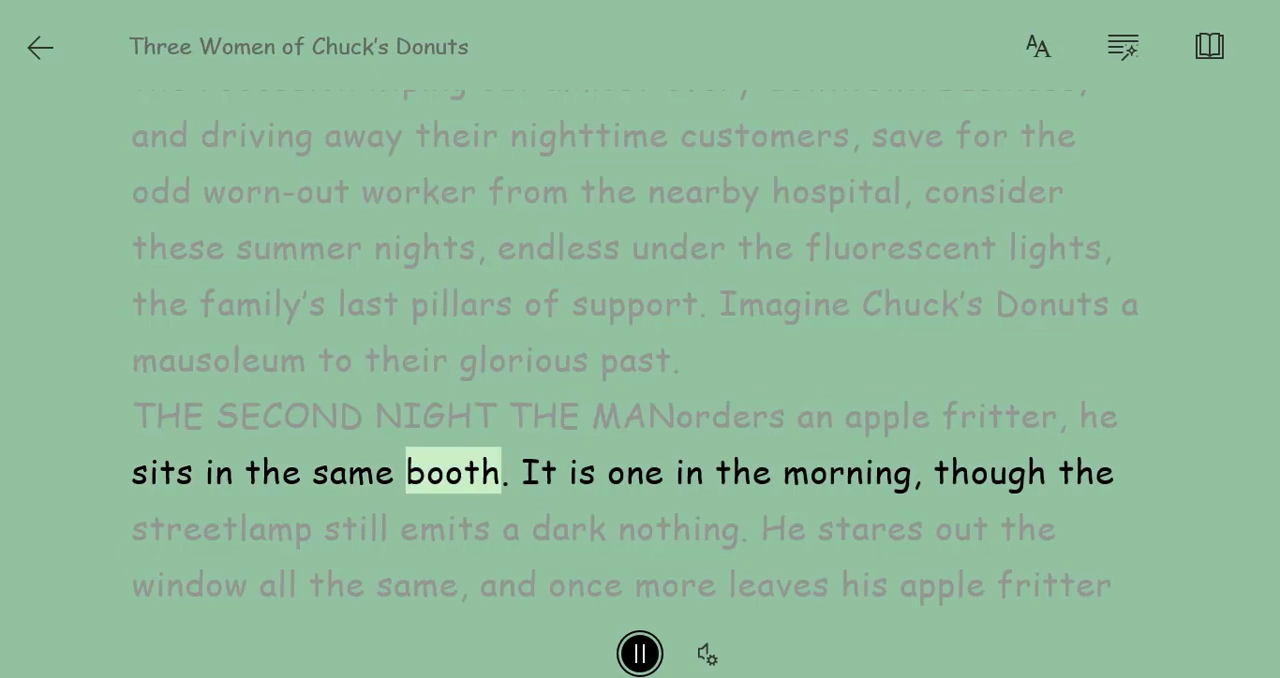 Three Women of Chuck's Donuts
AA
and driving away their nighttime customers, save for the
odd worn-out worker from the nearby hospital, consider
these summer nights, endless under the fluorescent lights,
the family's last pillars of support. Imagine Chuck's Donuts a
mausoleum to their glorious past.
THE SECOND NIGHT THE MANorders an apple fritter, he
sits in the same booth. It is one in the morning, though the
streetlamp still emits a dark nothing. He stares out the
window all the same, and once more leaves his apple fritter